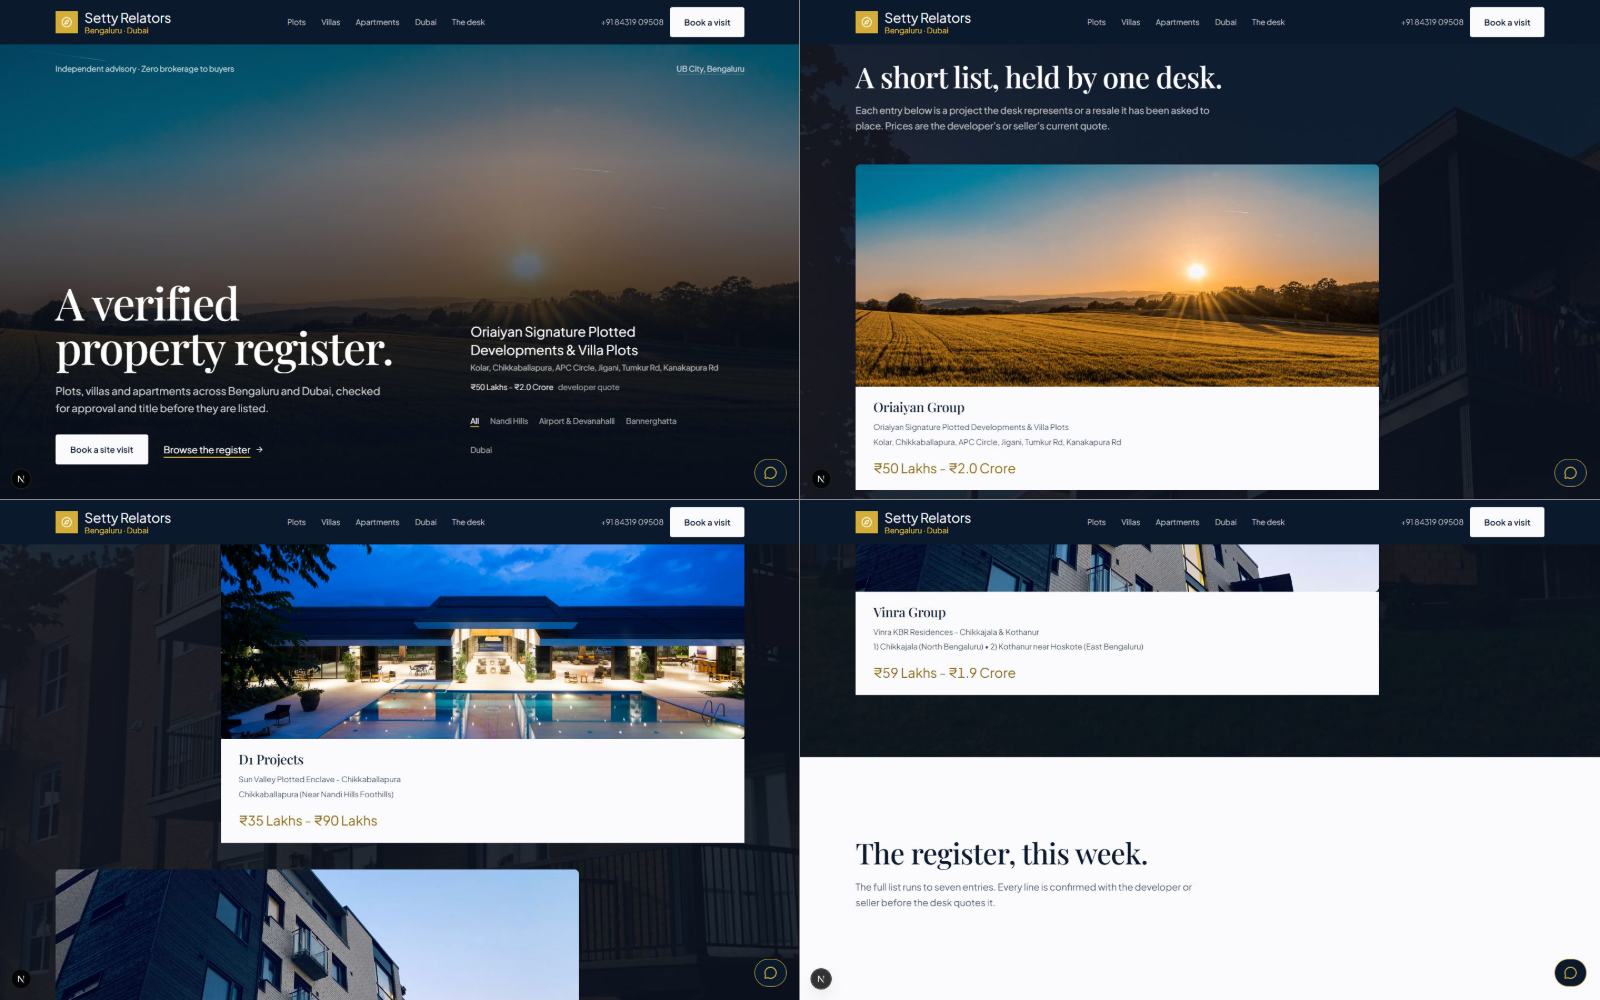 Setty Relators
Bengaluru · Dubai
Plots Villas Apartments Dubai The desk
+91 84319 09508
Book a visit
Independent advisory · Zero brokerage to buyers
UB City, Bengaluru
A verified
property register.
Plots, villas and apartments across Bengaluru and Dubai, checked
for approval and title before they are listed.
Book a site visit
Browse the register →
Oriaiyan Signature Plotted
Developments & Villa Plots
Kolar, Chikkaballapura, APC Circle, Jigani, Tumkur Rd, Kanakapura Rd
₹50 Lakhs – ₹2.0 Crore developer quote
All Nandi Hills Airport & Devanahalli Bannerghatta
Dubai
N
Setty Relators
Bengaluru · Dubai
Plots Villas Apartments Dubai The desk
+91 84319 09508
Book a visit
A short list, held by one desk.
Each entry below is a project the desk represents or a resale it has been asked to
place. Prices are the developer's or seller's current quote.
Oriaiyan Group
Oriaiyan Signature Plotted Developments & Villa Plots
Kolar, Chikkaballapura, APC Circle, Jigani, Tumkur Rd, Kanakapura Rd
₹50 Lakhs – ₹2.0 Crore
N
Setty Relators
Bengaluru · Dubai
Plots Villas Apartments Dubai The desk
+91 84319 09508
Book a visit
D1 Projects
Sun Valley Plotted Enclave – Chikkaballapura
Chikkaballapura (Near Nandi Hills Foothills)
₹35 Lakhs – ₹90 Lakhs
N
Setty Relators
Bengaluru · Dubai
Plots Villas Apartments Dubai The desk
+91 84319 09508
Book a visit
Vinra Group
Vinra KBR Residences – Chikkajala & Kothanur
1) Chikkajala (North Bengaluru) • 2) Kothanur near Hoskote (East Bengaluru)
₹59 Lakhs – ₹1.9 Crore
The register, this week.
The full list runs to seven entries. Every line is confirmed with the developer or
seller before the desk quotes it.
N